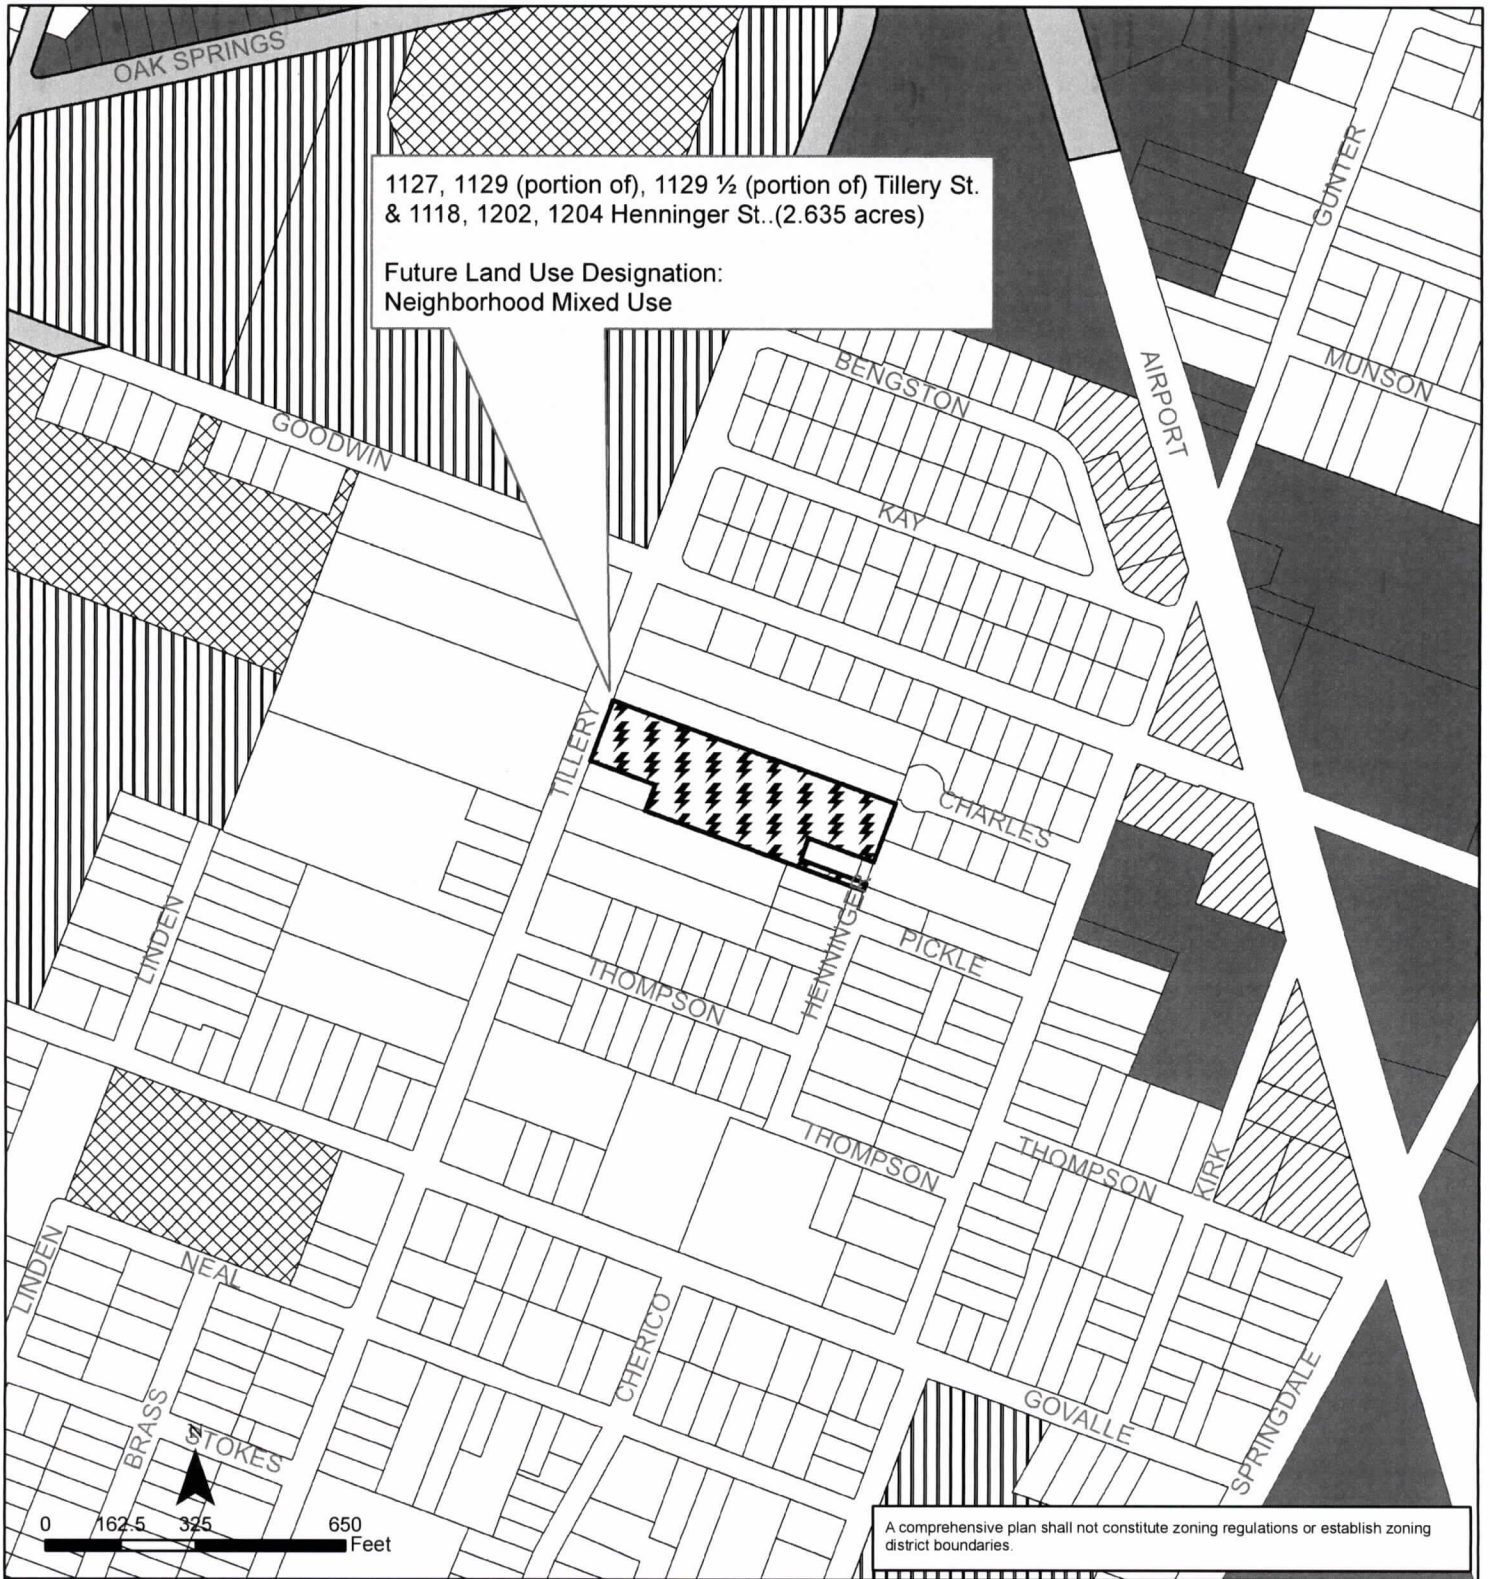 OAK SPRINGS
1127, 1129 (portion of), 1129 ½ (portion of) Tillery St.
& 1118, 1202, 1204 Henninger St..(2.635 acres)
Future Land Use Designation:
Neighborhood Mixed Use
GUNTER
MUNSON
AIRPORT
BENGSTON
GOODWIN
KAY
TILLERY
CHARLES
LINDEN
HENNINGER
PICKLE
THOMPSON
THOMPSON
THOMPSON
KIRK
LINDEN
NEAL
CHERICO
BRASS
STOKES
GOVALLE
SPRINGDALE
N
0 162.5 325 650
Feet
A comprehensive plan shall not constitute zoning regulations or establish zoning
district boundaries.